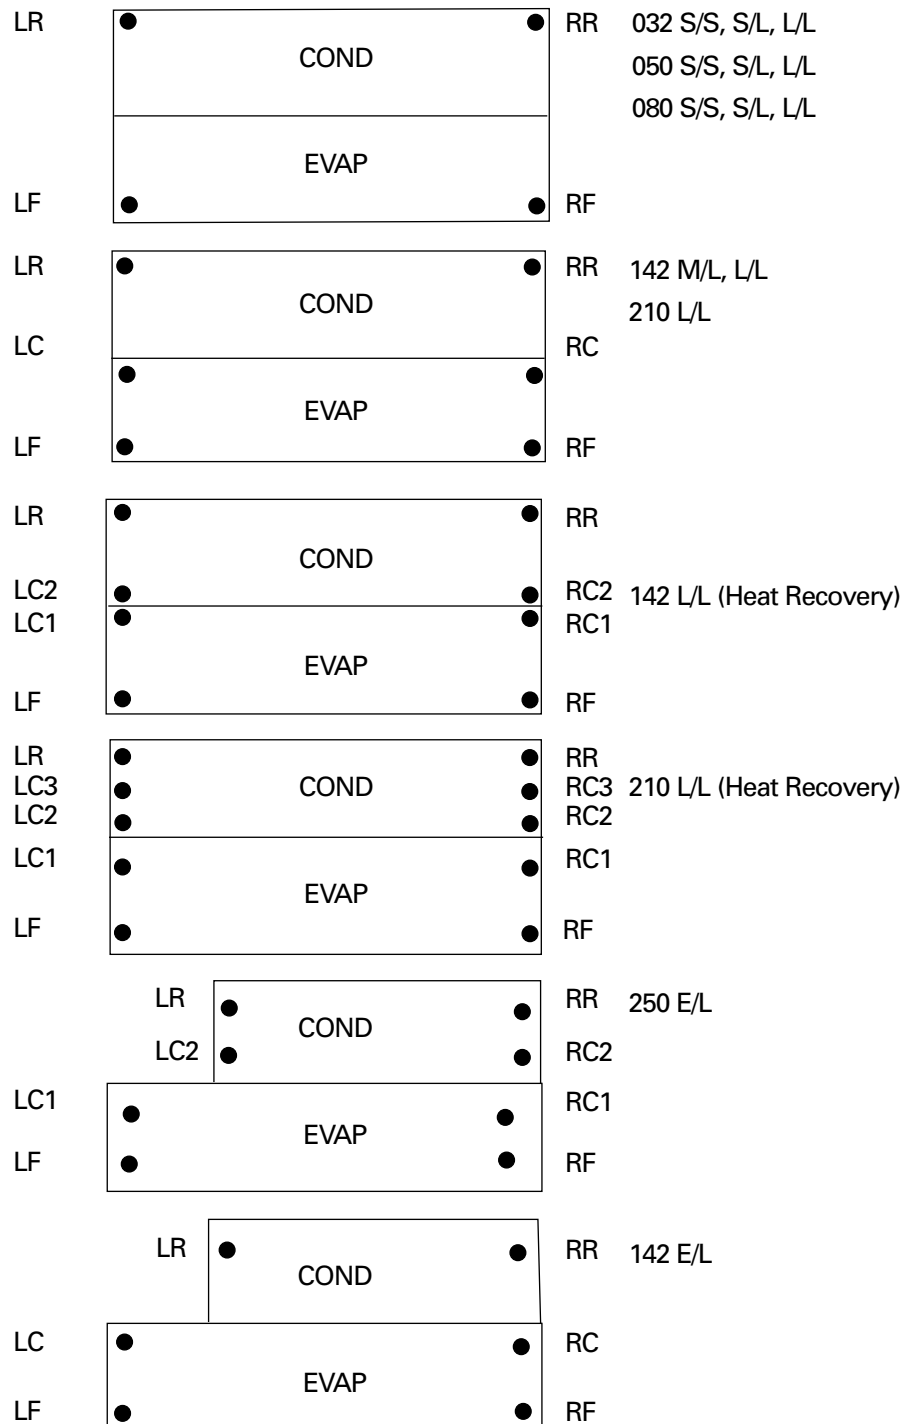 LR RR 032 S/S, S/L, L/L
COND 050 S/S, S/L, L/L
080 S/S, S/L, L/L
EVAP
LF RF
LR RR 142 M/L, L/L
COND 210 L/L
LC RC
EVAP
LF RF
LR RR
COND
LC2 RC2 142 L/L (Heat Recovery)
LC1 RC1
EVAP
LF RF
LR RR
LC3 COND RC3 210 L/L (Heat Recovery)
LC2 RC2
LC1 RC1
EVAP
LF RF
LR RR 250 E/L
COND
LC2 RC2
LC1 RC1
EVAP
LF RF
LR RR 142 E/L
COND
LC RC
EVAP
LF RF